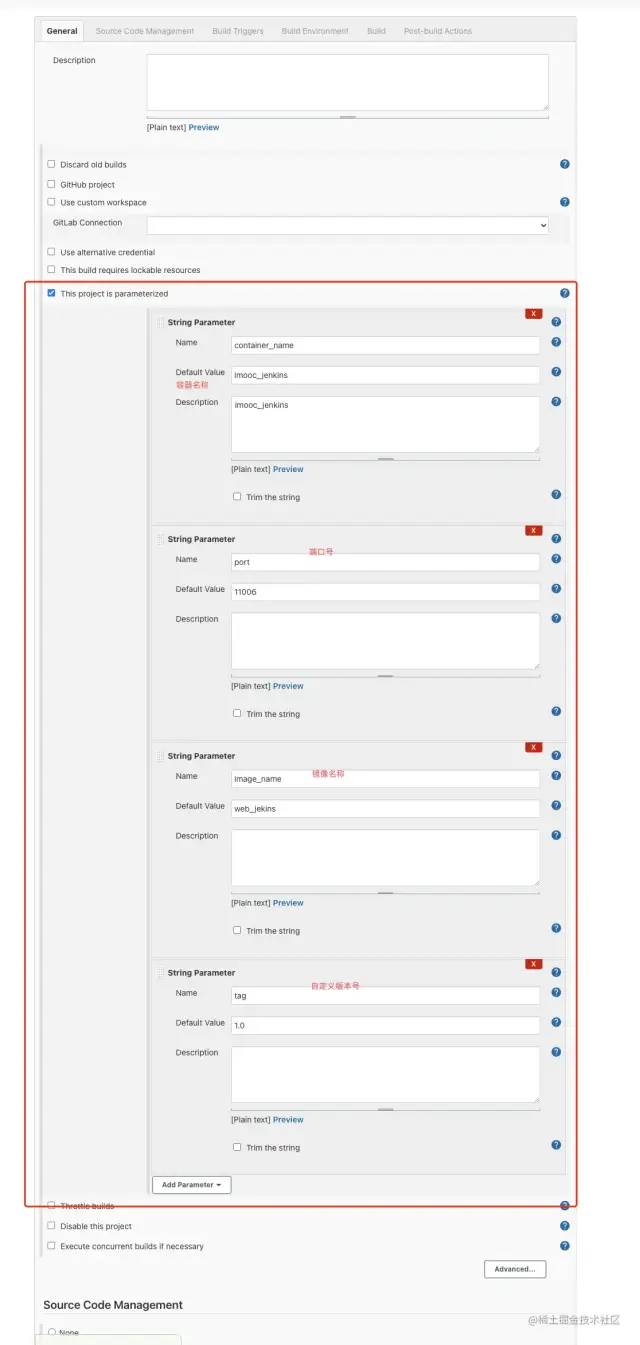 General Source Code Management Build Triggers Build Environment Build Post-build Actions
Description
[Plain text] Preview
Discard old builds
GitHub project
Use custom workspace
GitLab Connection
Use alternative credential
This build requires lockable resources
This project is parameterized
X
String Parameter
Name container_name
Default Value imooc_jenkins
容器名称
Description imooc_jenkins
[Plain text] Preview
Trim the string
X
String Parameter
端口号
Name port
Default Value 11006
Description
[Plain text] Preview
Trim the string
X
String Parameter
镜像名称
Name image_name
Default Value web_jekins
Description
[Plain text] Preview
Trim the string
X
String Parameter
自定义版本号
Name tag
Default Value 1.0
Description
[Plain text] Preview
Trim the string
Add Parameter
Throttle builds
Disable this project
Execute concurrent builds if necessary
Advanced...
Source Code Management
None
@稀土掘金技术社区